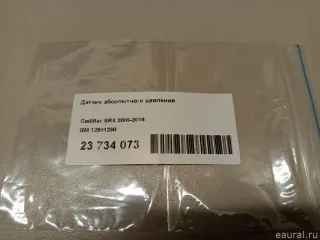 Датчик абсолютного давления
Cadillac SRX 2009-2016
GM 12591290
23 734 073
eaural.ru